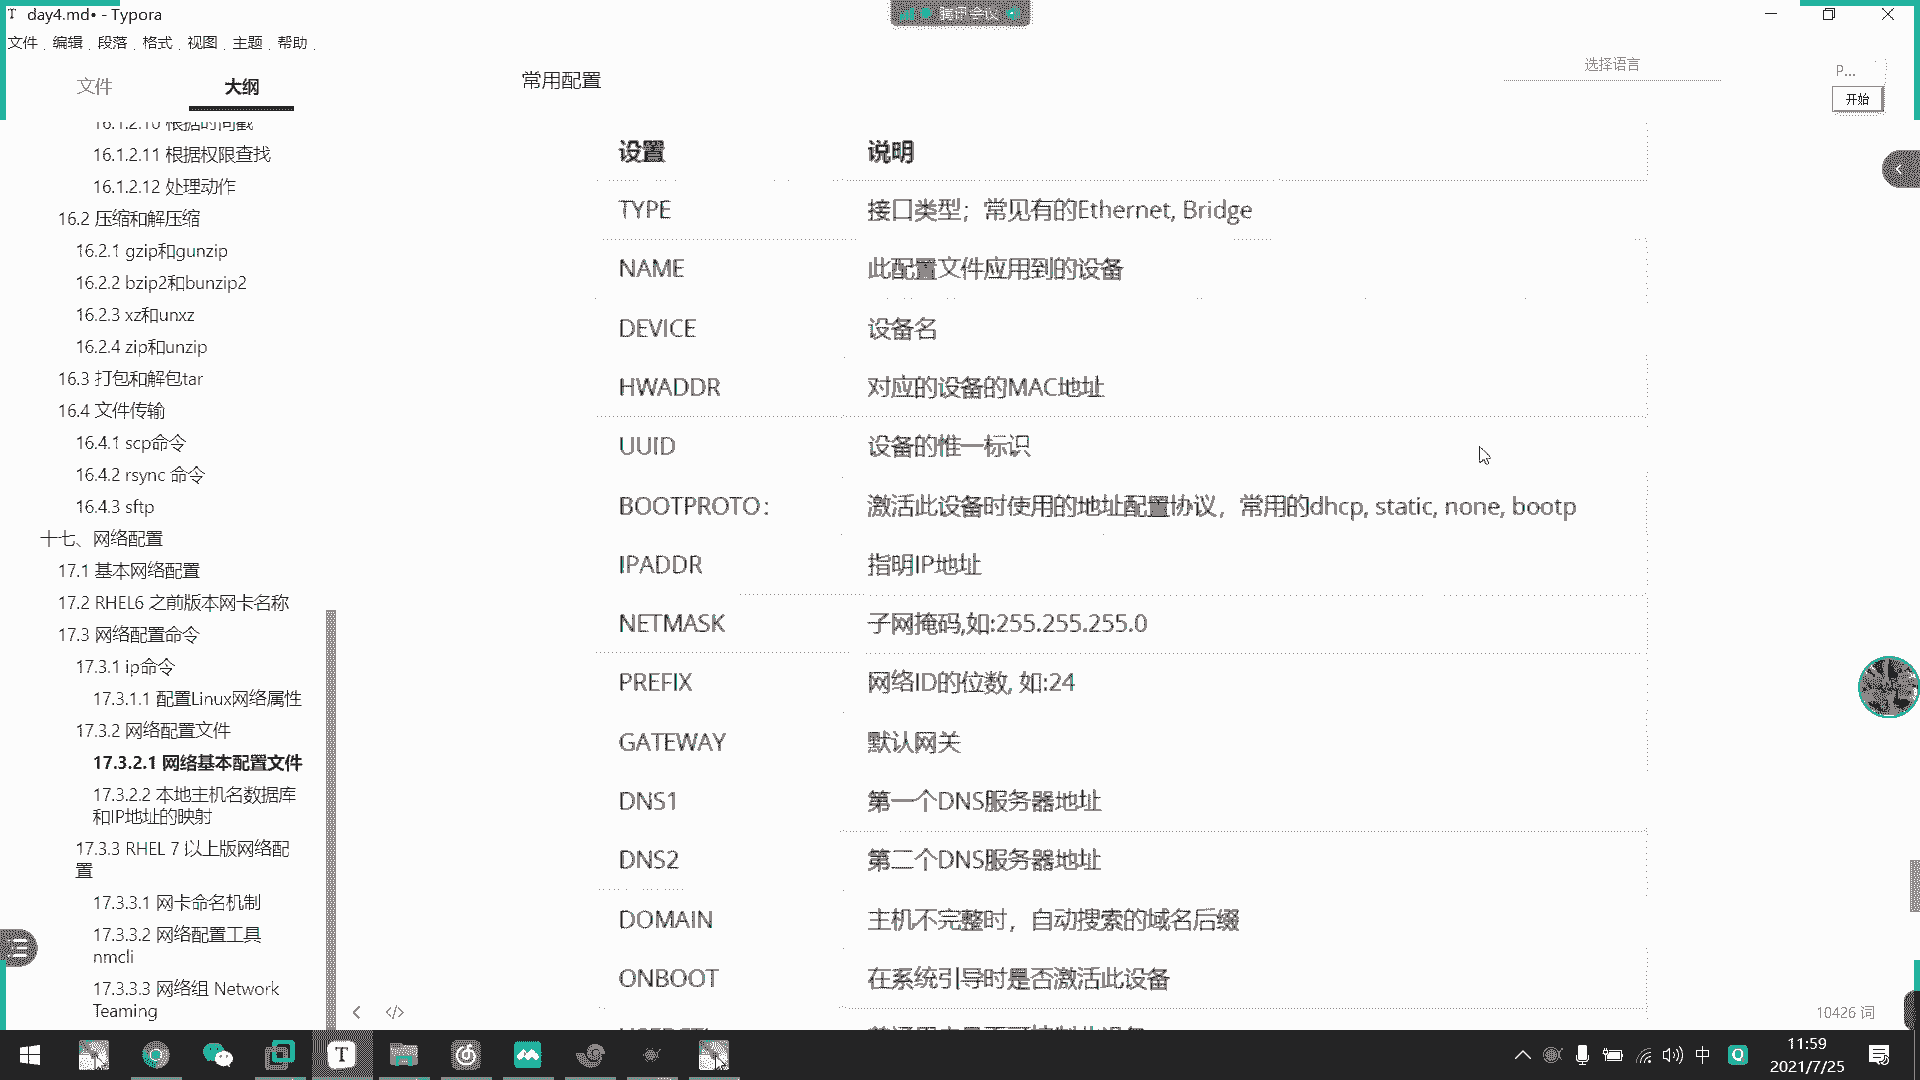 day4.md• - Typora
腾讯会议
文件 编辑 段落 格式 视图 主题 帮助
文件 大纲
16.1.2.10 根据时间戳
16.1.2.11 根据权限查找
16.1.2.12 处理动作
16.2 压缩和解压缩
16.2.1 gzip和gunzip
16.2.2 bzip2和bunzip2
16.2.3 xz和unxz
16.2.4 zip和unzip
16.3 打包和解包tar
16.4 文件传输
16.4.1 scp命令
16.4.2 rsync 命令
16.4.3 sftp
十七、网络配置
17.1 基本网络配置
17.2 RHEL6 之前版本网卡名称
17.3 网络配置命令
17.3.1 ip命令
17.3.1.1 配置Linux网络属性
17.3.2 网络配置文件
17.3.2.1 网络基本配置文件
17.3.2.2 本地主机名数据库
和IP地址的映射
17.3.3 RHEL 7 以上版网络配
置
17.3.3.1 网卡命名机制
17.3.3.2 网络配置工具
nmcli
17.3.3.3 网络组 Network
Teaming
常用配置
选择语言
P...
开始
设置 说明
TYPE 接口类型；常见有的Ethernet, Bridge
NAME 此配置文件应用到的设备
DEVICE 设备名
HWADDR 对应的设备的MAC地址
UUID 设备的惟一标识
BOOTPROTO： 激活此设备时使用的地址配置协议，常用的dhcp, static, none, bootp
IPADDR 指明IP地址
NETMASK 子网掩码,如:255.255.255.0
PREFIX 网络ID的位数, 如:24
GATEWAY 默认网关
DNS1 第一个DNS服务器地址
DNS2 第二个DNS服务器地址
DOMAIN 主机不完整时，自动搜索的域名后缀
ONBOOT 在系统引导时是否激活此设备
10426 词
中
11:59
2021/7/25